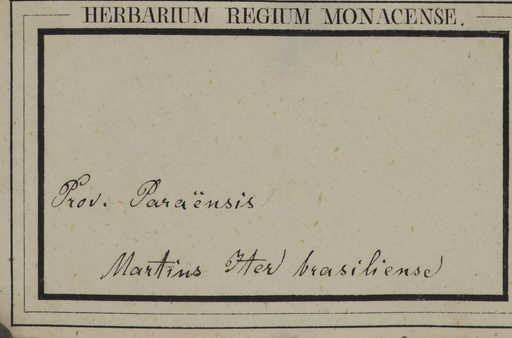 HERBARIUM REGIUM MONACENSE.
Prov. Paraënsis
Martius Iter brasiliense